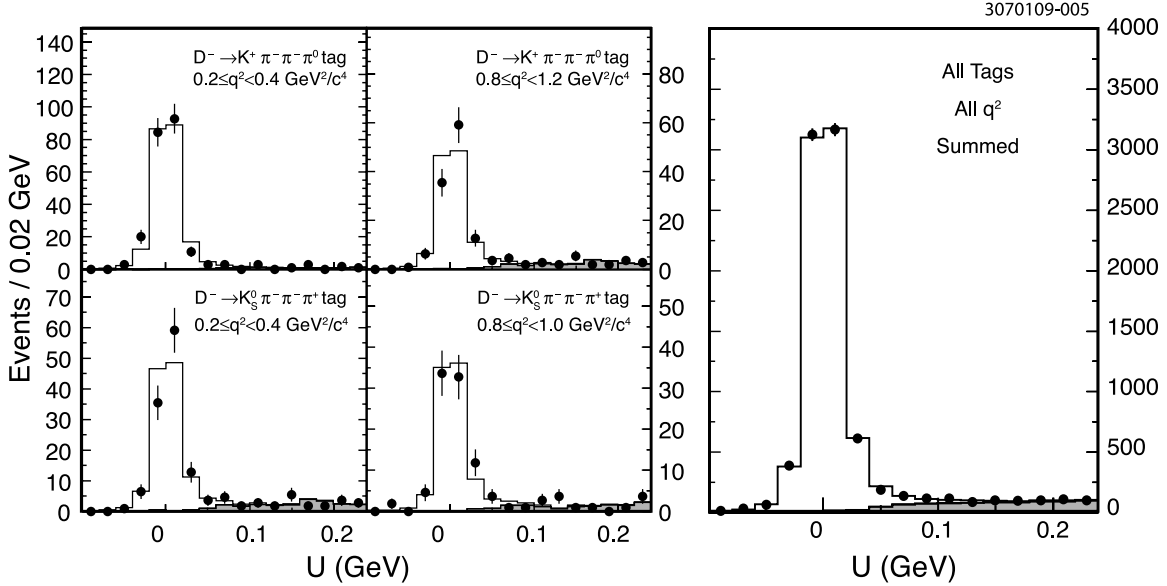 3070109-005
Events / 0.02 GeV
140
120
100
80
60
40
20
0
D⁻→K⁺ π⁻π⁻π⁰ tag
0.2≤q²<0.4 GeV²/c⁴
D⁻→K⁺ π⁻π⁻π⁰ tag
0.8≤q²<1.2 GeV²/c⁴
80
60
40
20
0
70
60
50
40
30
20
10
0
D⁻→K⁰S π⁻π⁻π⁺ tag
0.2≤q²<0.4 GeV²/c⁴
D⁻→K⁰S π⁻π⁻π⁺ tag
0.8≤q²<1.0 GeV²/c⁴
50
40
30
20
10
0
0 0.1 0.2
0 0.1 0.2
U (GeV)
U (GeV)
All Tags
All q²
Summed
4000
3500
3000
2500
2000
1500
1000
500
0
0 0.1 0.2
U (GeV)